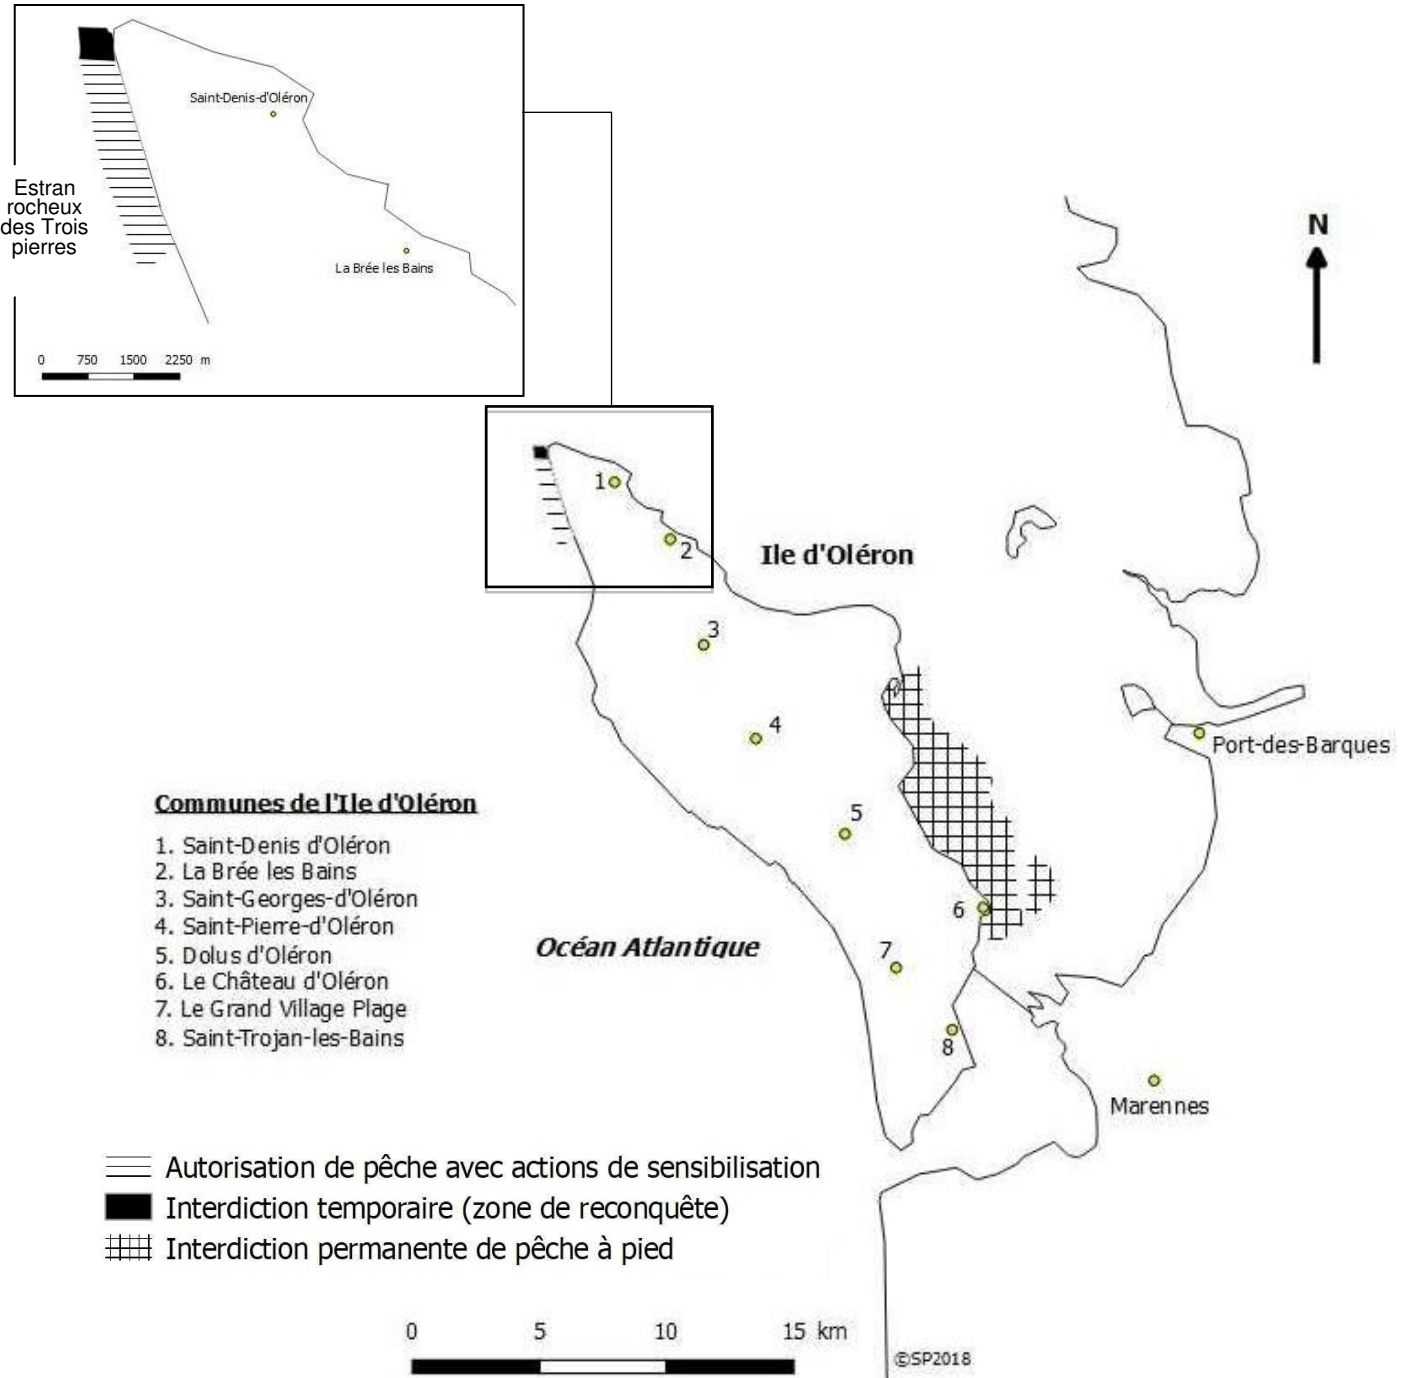 Saint-Denis-d'Oléron
Estran
rocheux
des Trois
pierres
La Brée les Bains
0 750 1500 2250 m
N
1
2
Ile d'Oléron
3
4
Port-des-Barques
Communes de l'Ile d'Oléron
1. Saint-Denis d'Oléron
2. La Brée les Bains
3. Saint-Georges-d'Oléron
4. Saint-Pierre-d'Oléron
5. Dolus d'Oléron
6. Le Château d'Oléron
7. Le Grand Village Plage
8. Saint-Trojan-les-Bains
5
6
Océan Atlantique
7
8
Marennes
Autorisation de pêche avec actions de sensibilisation
Interdiction temporaire (zone de reconquête)
Interdiction permanente de pêche à pied
0 5 10 15 km
©SP2018